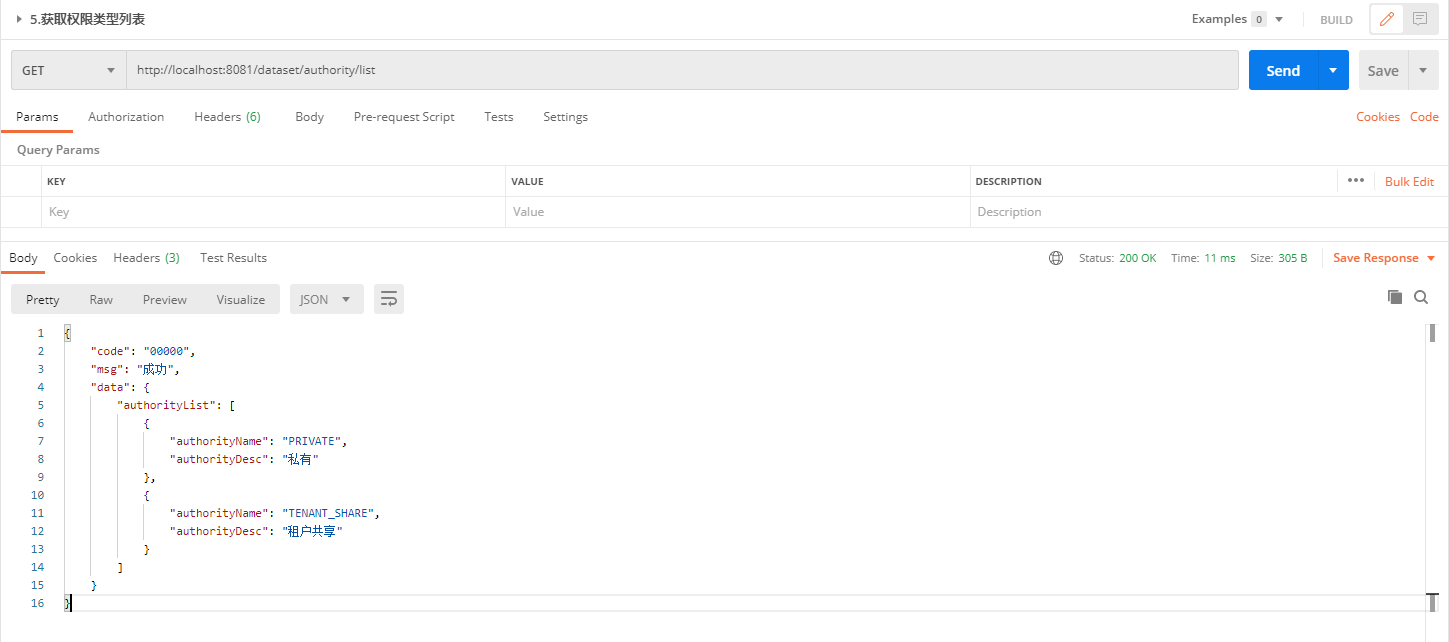 5.获取权限类型列表 Examples 0 BUILD
GET http://localhost:8081/dataset/authority/list Send Save
Params Authorization Headers (6) Body Pre-request Script Tests Settings Cookies Code
Query Params
KEY VALUE DESCRIPTION ••• Bulk Edit
Key Value Description
Body Cookies Headers (3) Test Results Status: 200 OK Time: 11 ms Size: 305 B Save Response
Pretty Raw Preview Visualize JSON
1 {
2 "code": "00000",
3 "msg": "成功",
4 "data": {
5 "authorityList": [
6 {
7 "authorityName": "PRIVATE",
8 "authorityDesc": "私有"
9 },
10 {
11 "authorityName": "TENANT_SHARE",
12 "authorityDesc": "租户共享"
13 }
14 ]
15 }
16 }